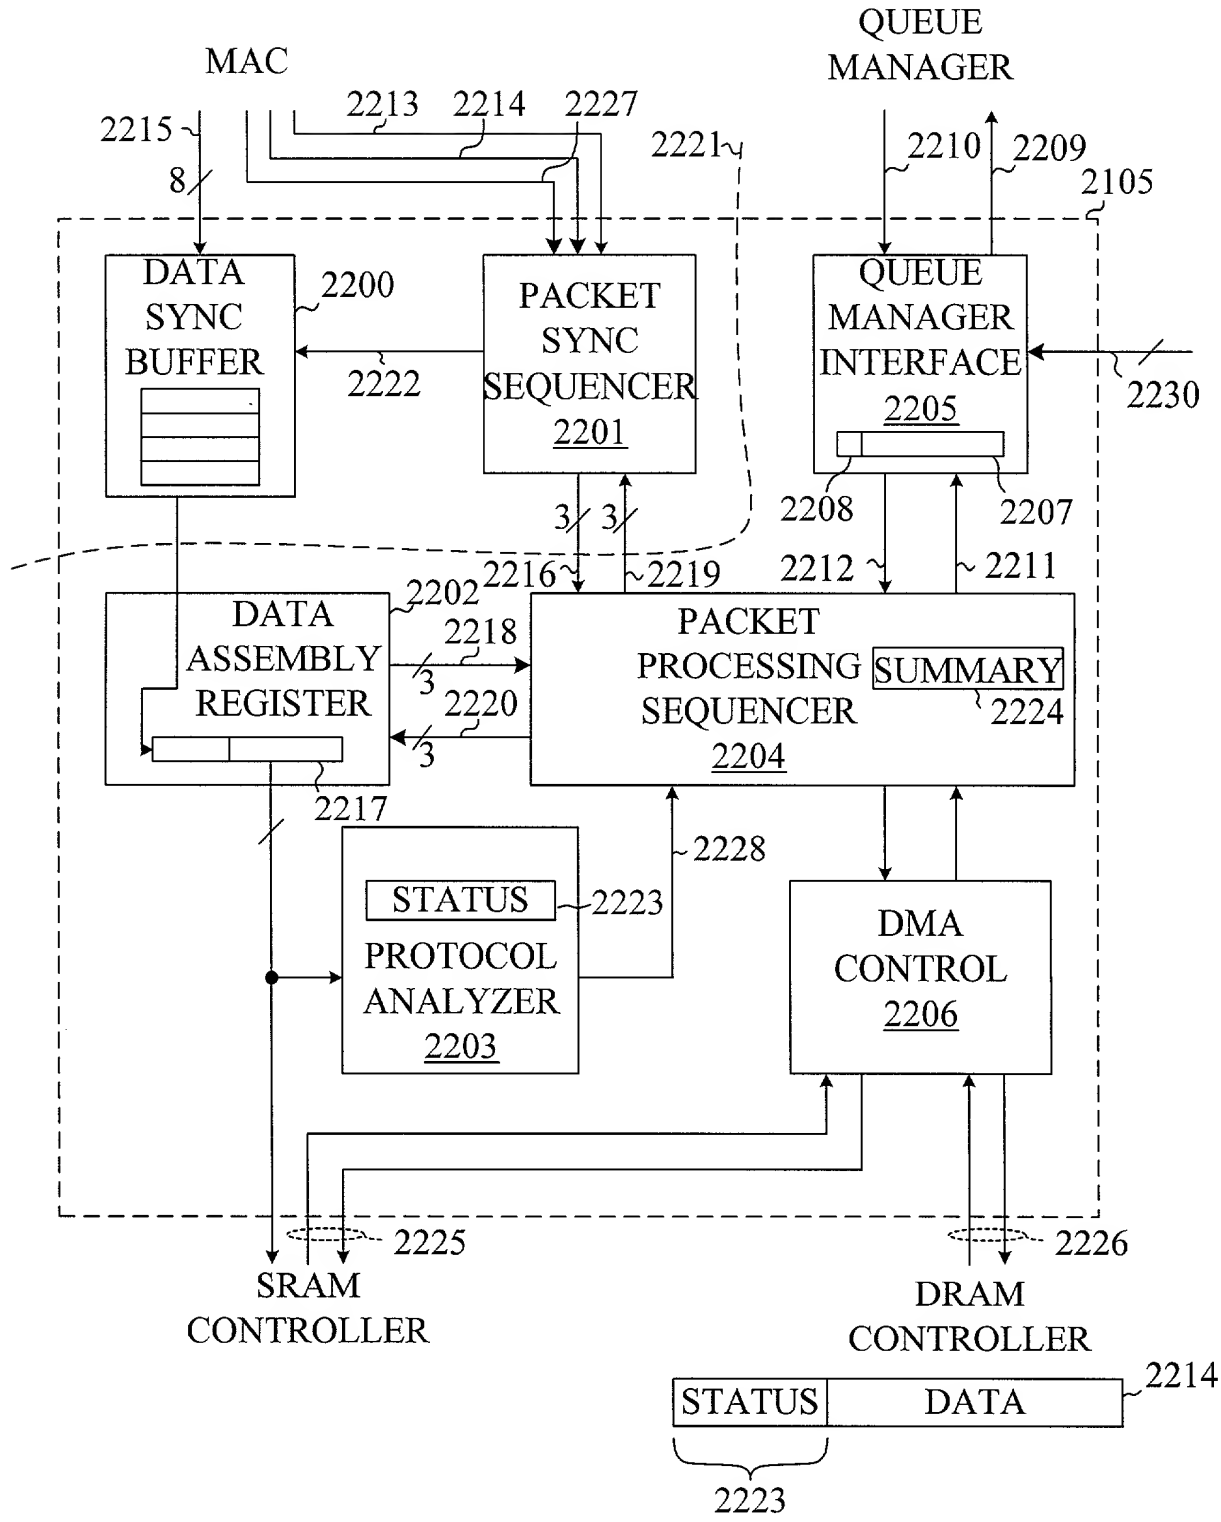 QUEUE
MANAGER
MAC
2213
2214
2227
2215
8
2221
2210
2209
2105
DATA
SYNC
BUFFER
2200
2222
PACKET
SYNC
SEQUENCER
2201
QUEUE
MANAGER
INTERFACE
2205
2230
2208
2207
3
3
2216
2219
2212
2211
2202
DATA
ASSEMBLY
REGISTER
2218
3
2220
3
2217
PACKET
PROCESSING
SEQUENCER
2204
SUMMARY
2224
STATUS
2223
PROTOCOL
ANALYZER
2203
2228
DMA
CONTROL
2206
2225
2226
SRAM
CONTROLLER
DRAM
CONTROLLER
STATUS
DATA
2214
2223